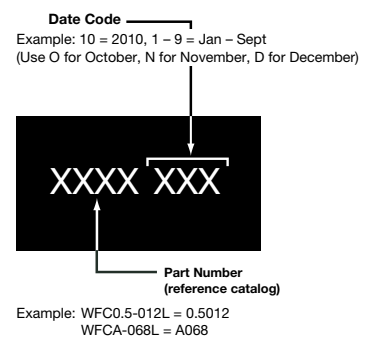 Date Code
Example: 10 = 2010, 1 – 9 = Jan – Sept
(Use O for October, N for November, D for December)
XXXX XXX
Part Number
(reference catalog)
Example: WFC0.5-012L = 0.5012
WFCA-068L = A068